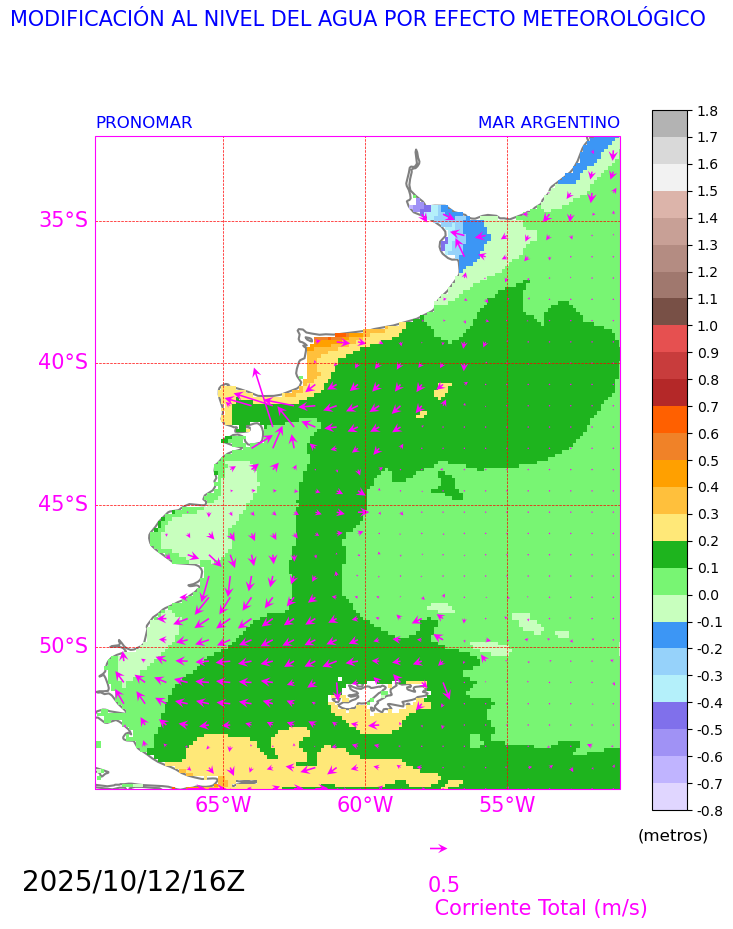 MODIFICACIÓN AL NIVEL DEL AGUA POR EFECTO METEOROLÓGICO
PRONOMAR MAR ARGENTINO
35°S
40°S
45°S
50°S
65°W 60°W 55°W
1.8
1.7
1.6
1.5
1.4
1.3
1.2
1.1
1.0
0.9
0.8
0.7
0.6
0.5
0.4
0.3
0.2
0.1
0.0
-0.1
-0.2
-0.3
-0.4
-0.5
-0.6
-0.7
-0.8
(metros)
2025/10/12/16Z
0.5
Corriente Total (m/s)